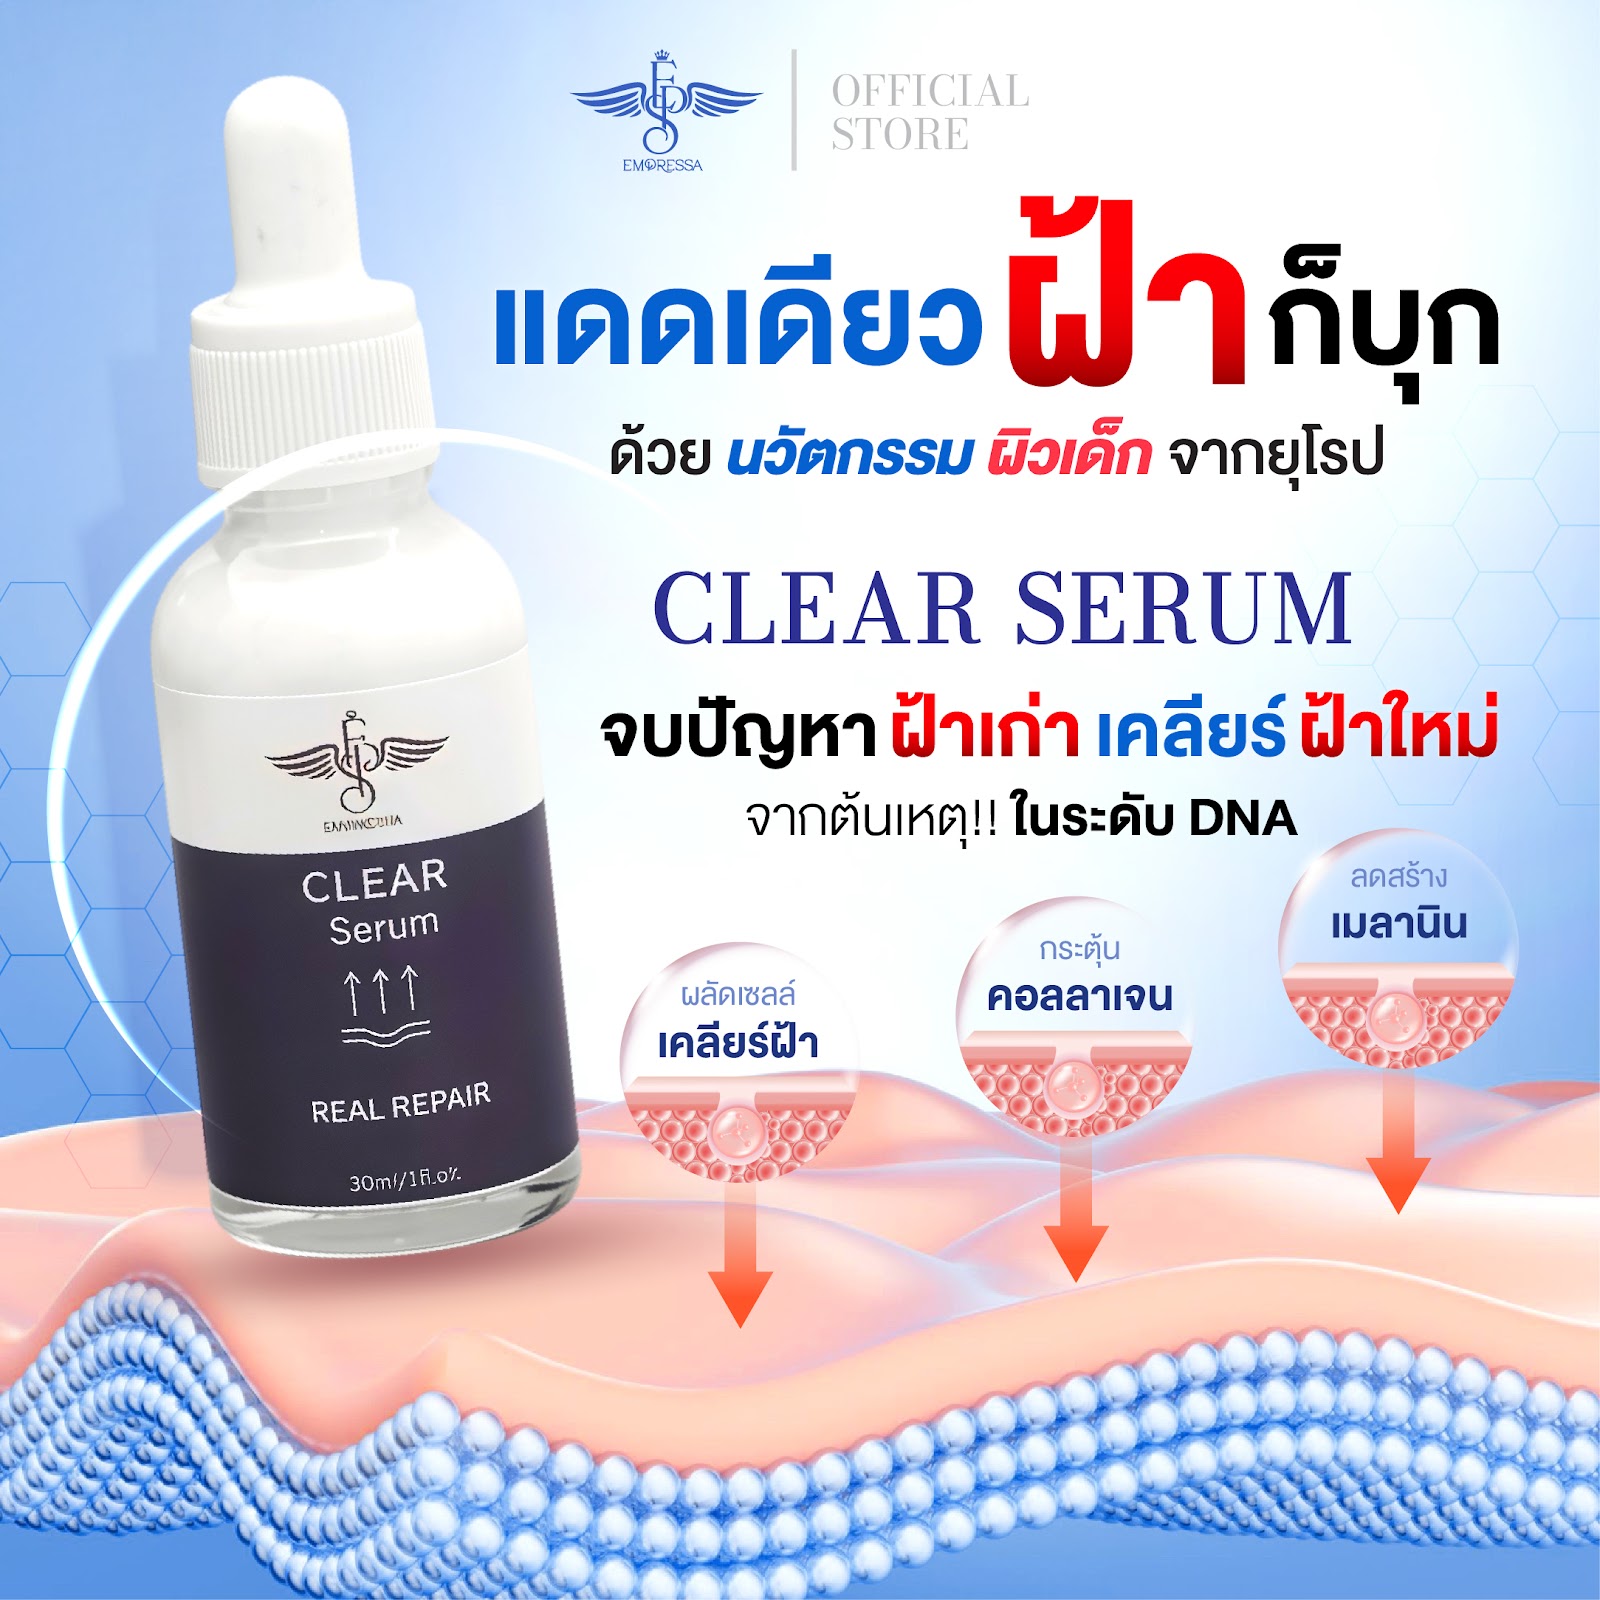 EMPRESSA
OFFICIAL
STORE
แดดเดียว ฝ้า ก็บุก
ด้วย นวัตกรรม ผิวเด็ก จากยุโรป
CLEAR SERUM
จบปัญหา ฝ้าเก่า เคลียร์ ฝ้าใหม่
จากต้นเหตุ!! ในระดับ DNA
ผลัดเซลล์
เคลียร์ฝ้า
กระตุ้น
คอลลาเจน
ลดสร้าง
เมลานิน
CLEAR
Serum
REAL REPAIR